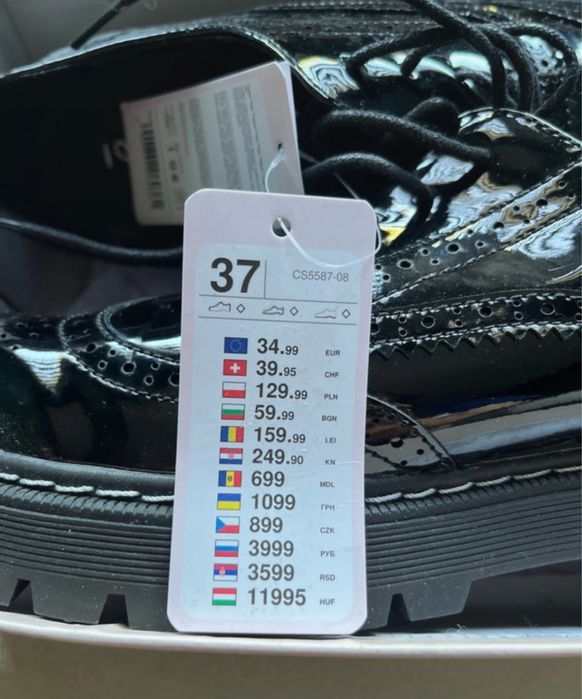 37 CS5587-08
34.99 EUR
39.95 CHF
129.99 PLN
59.99 BGN
159.99 LEI
249.90 KN
699 MDL
1099 ГРН
899 CZK
3999 РУБ
3599 RSD
11995 HUF